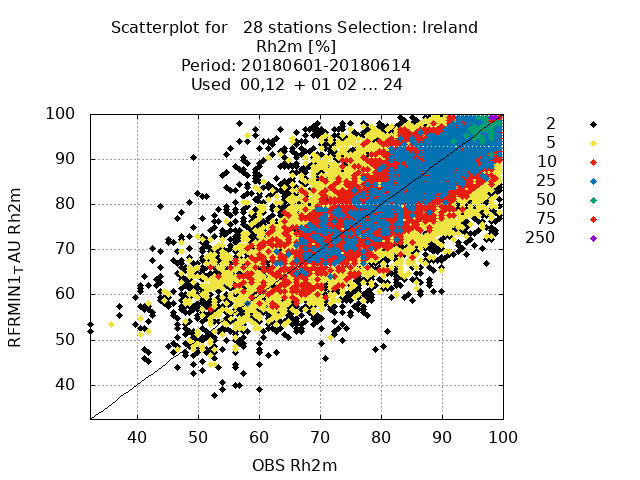 Scatterplot for   28 stations Selection: Ireland
Rh2m [%]
Period: 20180601-20180614
Used  00,12  + 01 02 ... 24
100
90
80
70
60
50
40
RFRMIN1_T AU Rh2m
40 50 60 70 80 90 100
OBS Rh2m
2
5
10
25
50
75
250